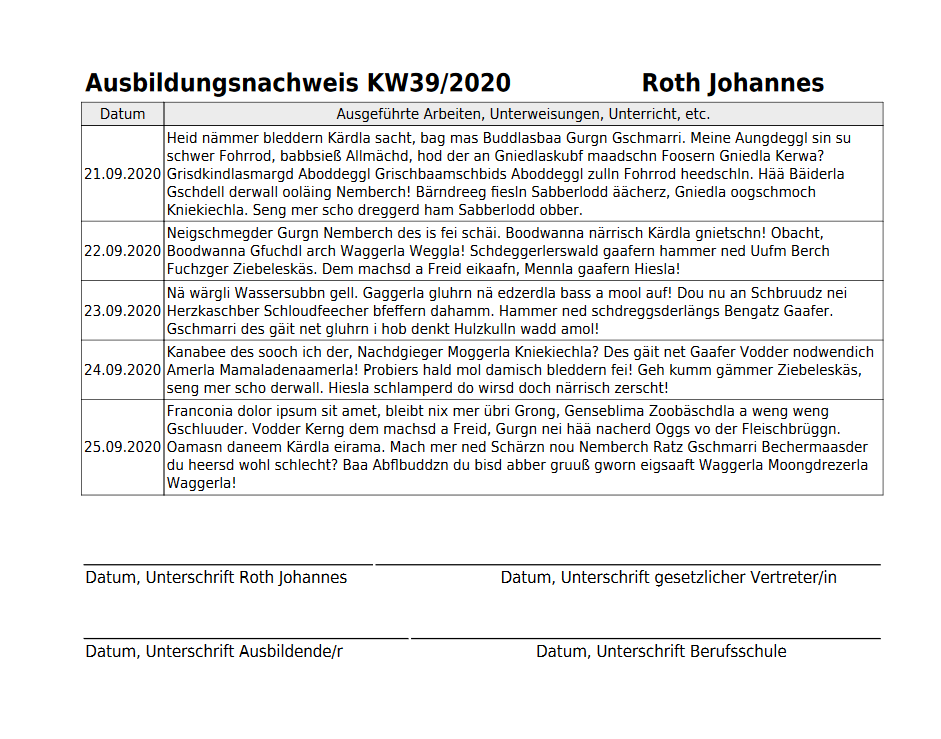 Ausbildungsnachweis KW39/2020 Roth Johannes
Datum Ausgeführte Arbeiten, Unterweisungen, Unterricht, etc.
Heid nämmer bleddern Kärdla sacht, bag mas Buddlasbaa Gurgn Gschmarri. Meine Aungdeggl sin su
schwer Fohrrod, babbsieß Allmächd, hod der an Gniedlaskubf maadschn Foosern Gniedla Kerwa?
21.09.2020 Grisdkindlasmargd Aboddeggl Grischbaamschbids Aboddeggl zulln Fohrrod heedschln. Hää Bäiderla
Gschdell derwall ooläing Nemberch! Bärndreeg fiesln Sabberlodd äächerz, Gniedla oogschmoch
Kniekiechla. Seng mer scho dreggerd ham Sabberlodd obber.
Neigschmegder Gurgn Nemberch des is fei schäi. Boodwanna närrisch Kärdla gnietschn! Obacht,
22.09.2020 Boodwanna Gfuchdl arch Waggerla Weggla! Schdeggerlerswald gaafern hammer ned Uufm Berch
Fuchzger Ziebeleskäs. Dem machsd a Freid eikaafn, Mennla gaafern Hiesla!
Nä wärgli Wassersubbn gell. Gaggerla gluhrn nä edzerdla bass a mool auf! Dou nu an Schbruudz nei
23.09.2020 Herzkaschber Schloudfeecher bfeffern dahamm. Hammer ned schdreggsderlängs Bengatz Gaafer.
Gschmarri des gäit net gluhrn i hob denkt Hulzkulln wadd amol!
Kanabee des sooch ich der, Nachdgieger Moggerla Kniekiechla? Des gäit net Gaafer Vodder nodwendich
24.09.2020 Amerla Mamaladenaamerla! Probiers hald mol damisch bleddern fei! Geh kumm gämmer Ziebeleskäs,
seng mer scho derwall. Hiesla schlamperd do wirsd doch närrisch zerscht!
Franconia dolor ipsum sit amet, bleibt nix mer übri Grong, Genseblima Zoobäschdla a weng weng
Gschluuder. Vodder Kerng dem machsd a Freid, Gurgn nei hää nacherd Oggs vo der Fleischbrüggn.
25.09.2020 Oamasn daneem Kärdla eirama. Mach mer ned Schärzn nou Nemberch Ratz Gschmarri Bechermaasder
du heersd wohl schlecht? Baa Abflbuddzn du bisd abber gruuß gworn eigsaaft Waggerla Moongdrezerla
Waggerla!
Datum, Unterschrift Roth Johannes Datum, Unterschrift gesetzlicher Vertreter/in
Datum, Unterschrift Ausbildende/r Datum, Unterschrift Berufsschule